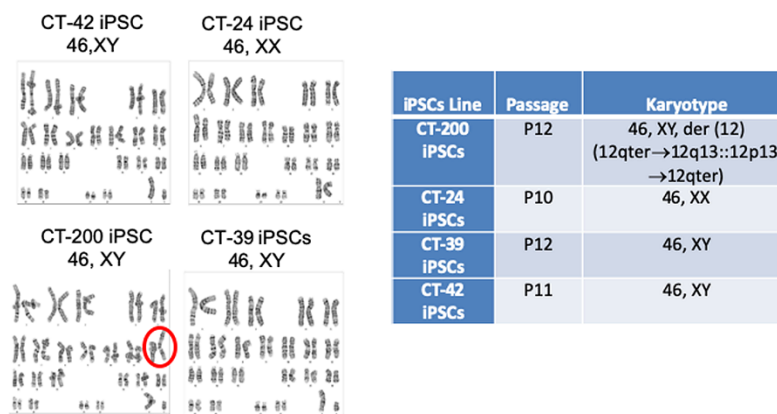 CT-42 iPSC
46,XY
CT-24 iPSC
46, XX
CT-200 iPSC
46, XY
CT-39 iPSCs
46, XY
iPSCs Line Passage Karyotype
CT-200 iPSCs P12 46, XY, der (12)
(12qter→12q13::12p13
→12qter)
CT-24 iPSCs P10 46, XX
CT-39 iPSCs P12 46, XY
CT-42 iPSCs P11 46, XY